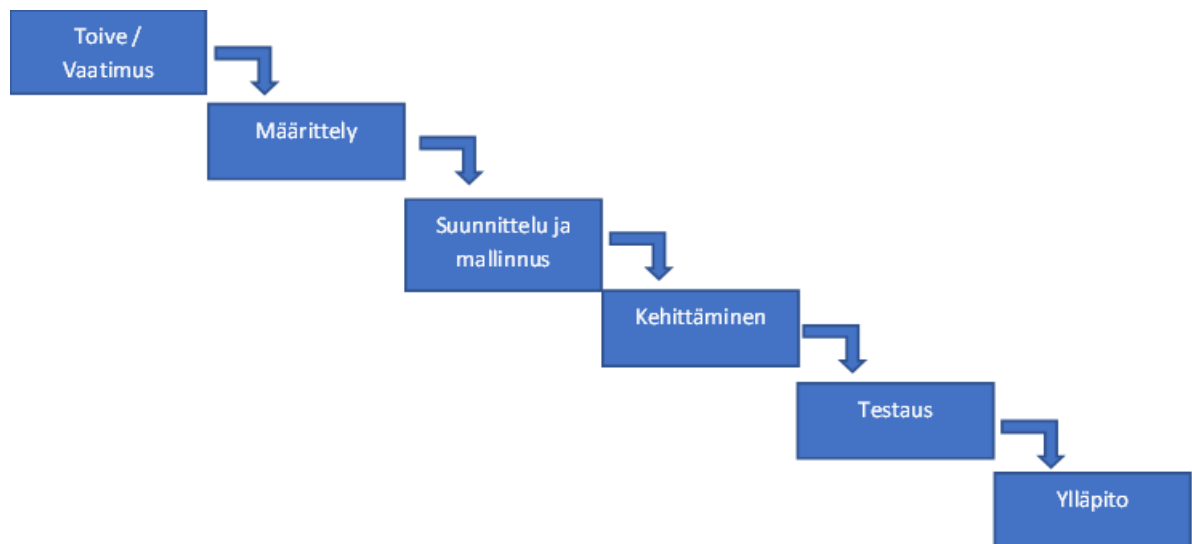 Toive /
Vaatimus
Määrittely
Suunnittelu ja
mallinnus
Kehittäminen
Testaus
Ylläpito